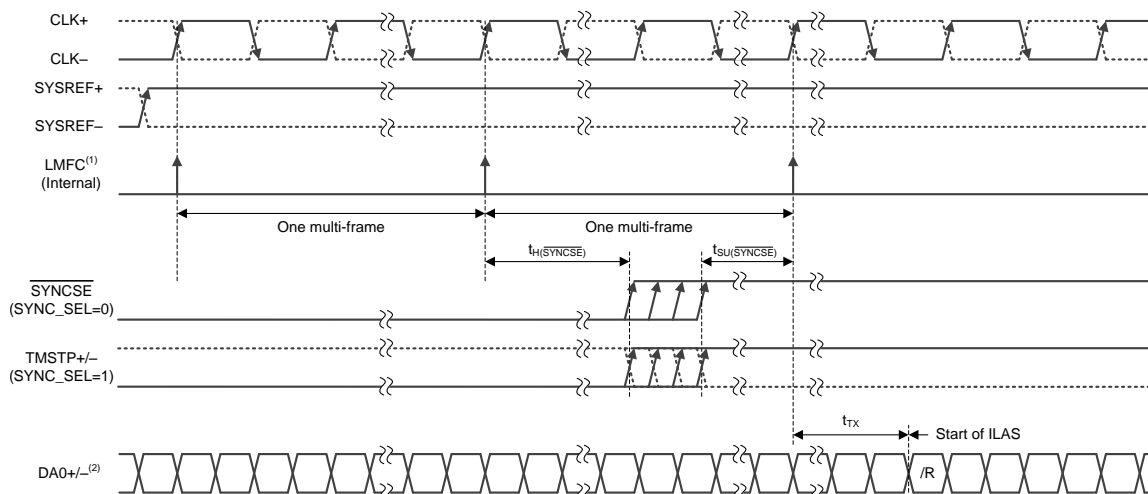 CLK+
CLK–
SYSREF+
SYSREF–
LMFC(1)
(Internal)
One multi-frame
One multi-frame
tH(SYNCSE)
tSU(SYNCSE)
SYNCSE
(SYNC_SEL=0)
TMSTP+/–
(SYNC_SEL=1)
tTX
Start of ILAS
DA0+/–(2)
/R